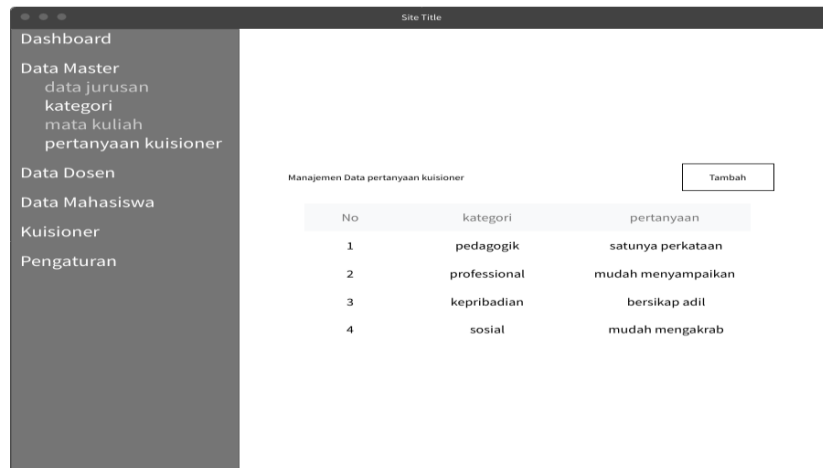 Site Title
Dashboard
Data Master
data jurusan
kategori
mata kuliah
pertanyaan kuisioner
Data Dosen
Data Mahasiswa
Kuisioner
Pengaturan
Manajemen Data pertanyaan kuisioner
Tambah
No kategori pertanyaan
1 pedagogik satunya perkataan
2 professional mudah menyampaikan
3 kepribadian bersikap adil
4 sosial mudah mengakrab